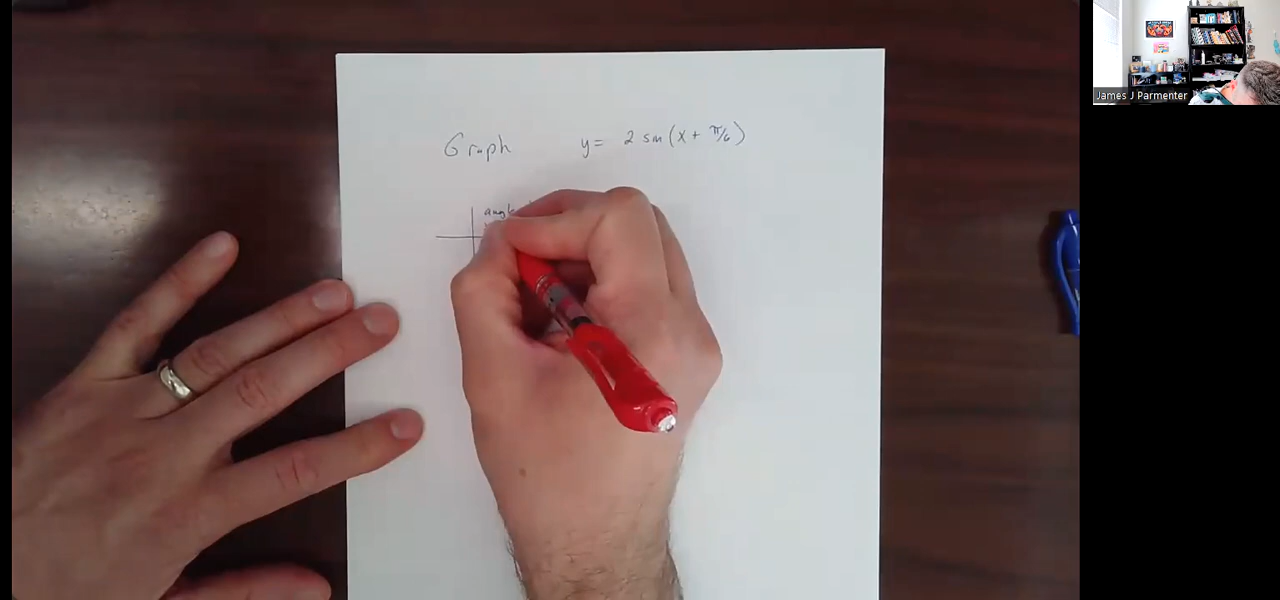 James J Parmenter
Graph y = 2 sin(x + π/6)